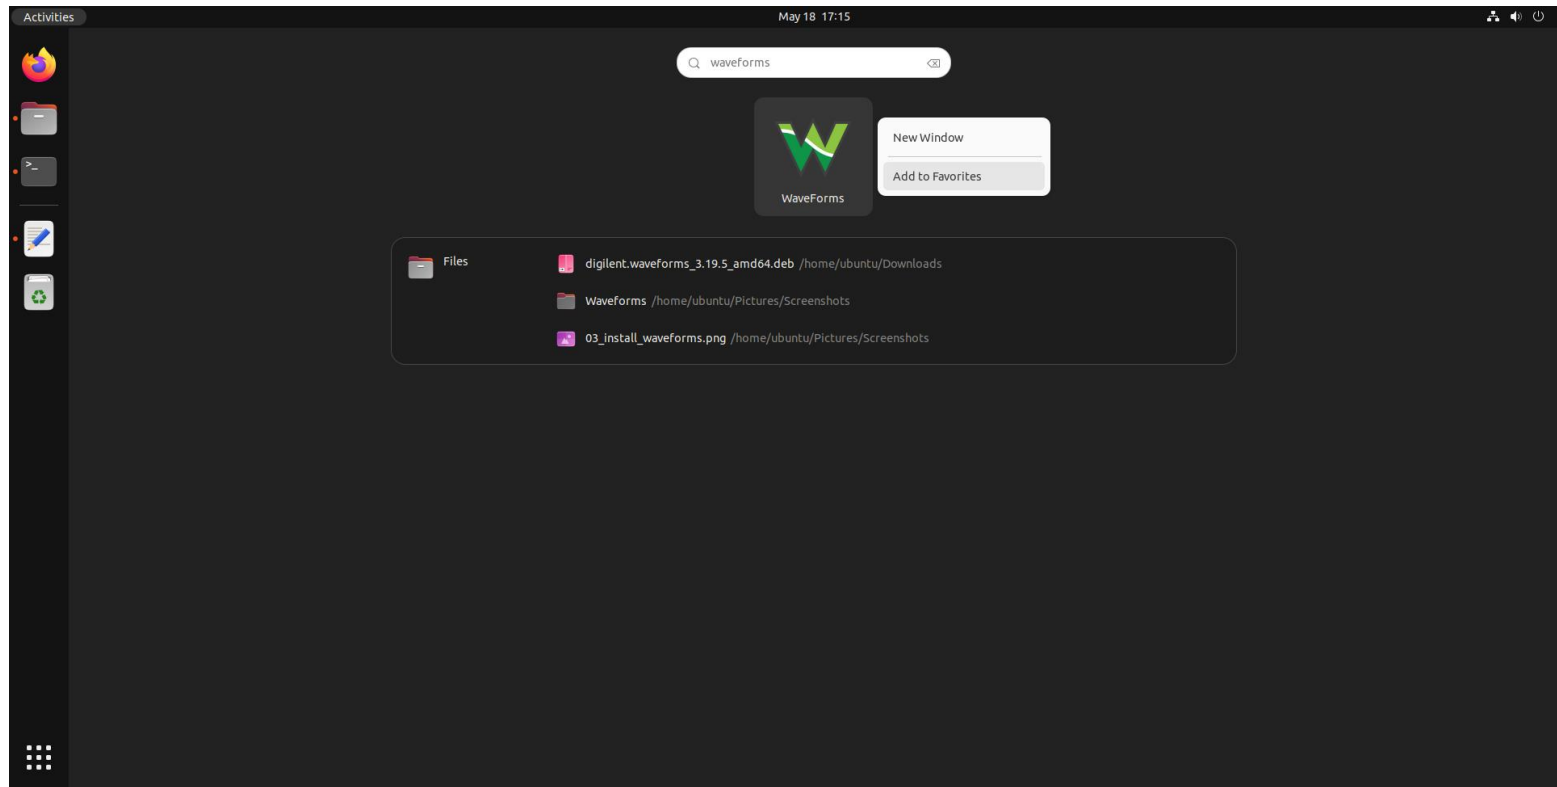 Activities
May 18 17:15
waveforms
New Window
Add to Favorites
WaveForms
Files
digilent.waveforms_3.19.5_amd64.deb /home/ubuntu/Downloads
Waveforms /home/ubuntu/Pictures/Screenshots
03_install_waveforms.png /home/ubuntu/Pictures/Screenshots